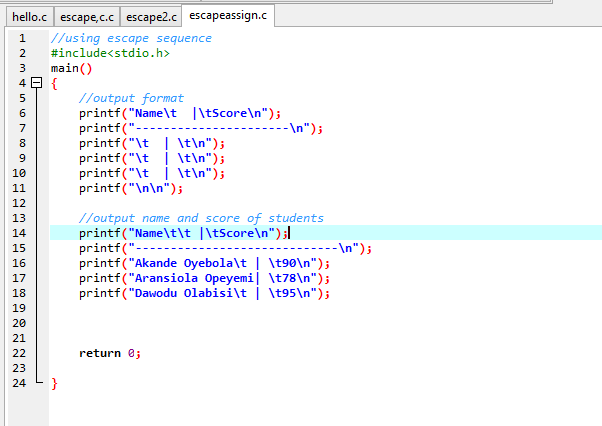 hello.c escape,c.c escape2.c escapeassign.c
1 //using escape sequence
2 #include<stdio.h>
3 main()
4 {
5 //output format
6 printf("Name\t  |\tScore\n");
7 printf("----------------------\n");
8 printf("\t  | \t\n");
9 printf("\t  | \t\n");
10 printf("\t  | \t\n");
11 printf("\n\n");
12
13 //output name and score of students
14 printf("Name\t\t |\tScore\n");
15 printf("-----------------------------\n");
16 printf("Akande Oyebola\t | \t90\n");
17 printf("Aransiola Opeyemi| \t78\n");
18 printf("Dawodu Olabisi\t | \t95\n");
19
20
21
22 return 0;
23
24 }